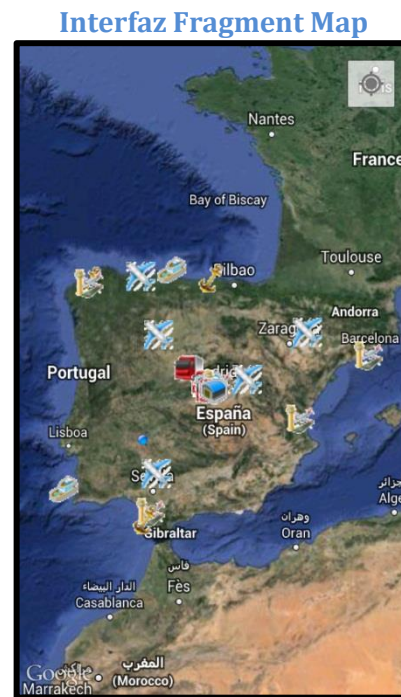 Interfaz Fragment Map
Nantes
France
Bay of Biscay
Bilbao
Toulouse
Andorra
Barcelona
Portugal
España
(Spain)
Lisboa
Gibraltar
وهران
Oran
فاس
Fès
الدار البيضاء
Casablanca
المغرب
(Morocco)
Google
Marrakech